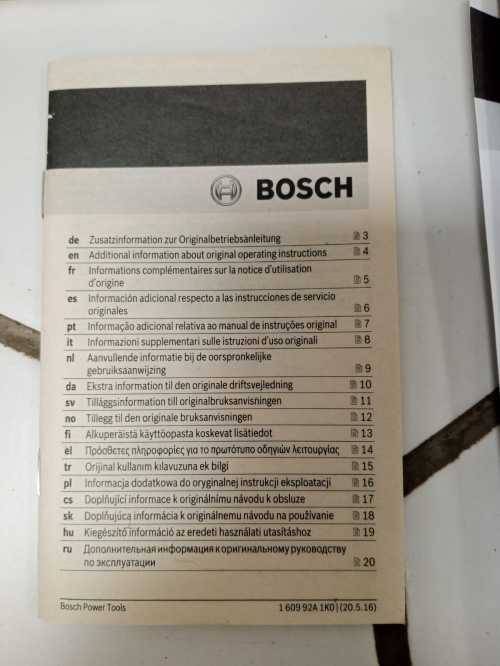 BOSCH
de Zusatzinformation zur Originalbetriebsanleitung 3
en Additional information about original operating instructions 4
fr Informations complémentaires sur la notice d'utilisation
d'origine 5
es Información adicional respecto a las instrucciones de servicio
originales 6
pt Informação adicional relativa ao manual de instruções original 7
it Informazioni supplementari sulle istruzioni d'uso originali 8
nl Aanvullende informatie bij de oorspronkelijke
gebruiksaanwijzing 9
da Ekstra information til den originale driftsvejledning 10
sv Tilläggsinformation till originalbruksanvisningen 11
no Tillegg til den originale bruksanvisningen 12
fi Alkuperäistä käyttöopasta koskevat lisätiedot 13
el Πρόσθετες πληροφορίες για το πρωτότυπο οδηγιών λειτουργίας 14
tr Orijinal kullanım kılavuzuna ek bilgi 15
pl Informacja dodatkowa do oryginalnej instrukcji eksploatacji 16
cs Doplňující informace k originálnímu návodu k obsluze 17
sk Doplňujúca informácia k originálnemu návodu na používanie 18
hu Kiegészítő információ az eredeti használati utasításhoz 19
ru Дополнительная информация к оригинальному руководству
по эксплуатации 20
Bosch Power Tools 1 609 92A 1K0 | (20.5.16)